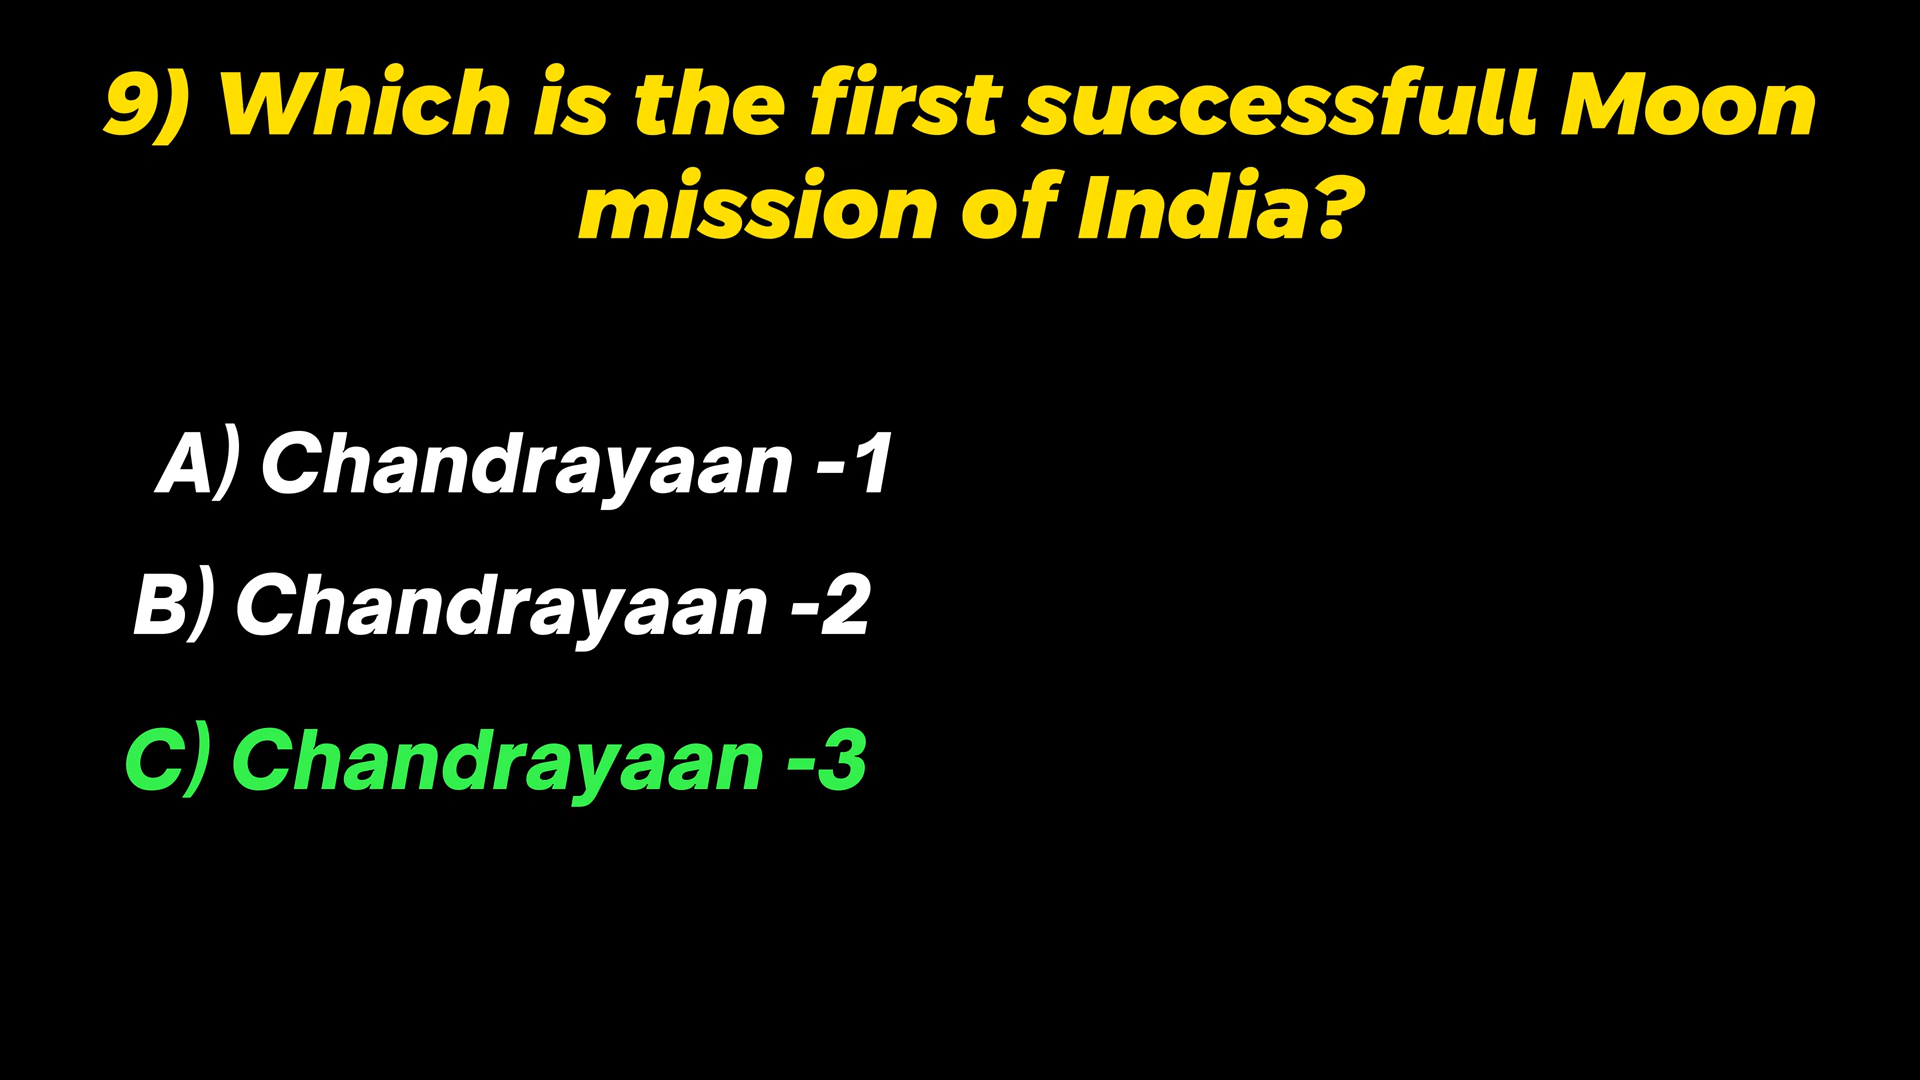 9) Which is the first successfull Moon
mission of India?
A) Chandrayaan -1
B) Chandrayaan -2
C) Chandrayaan -3